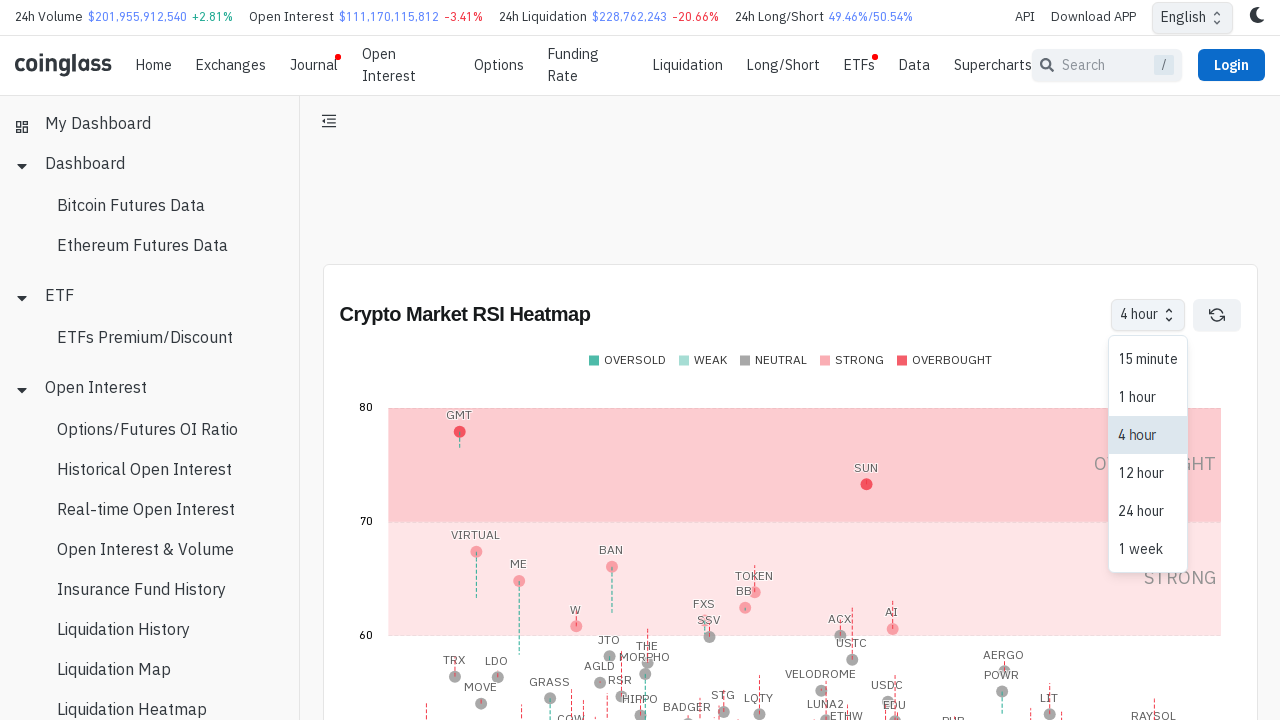 24h Volume $201,955,912,540 +2.81% Open Interest $111,170,115,812 -3.41% 24h Liquidation $228,762,243 -20.66% 24h Long/Short 49.46%/50.54% API Download APP English
coinglass Home Exchanges Journal Open Interest Options Funding Rate Liquidation Long/Short ETFs Data Supercharts Search / Login
My Dashboard
Dashboard
Bitcoin Futures Data
Ethereum Futures Data
ETF
ETFs Premium/Discount
Open Interest
Options/Futures OI Ratio
Historical Open Interest
Real-time Open Interest
Open Interest & Volume
Insurance Fund History
Liquidation History
Liquidation Map
Liquidation Heatmap
Crypto Market RSI Heatmap
4 hour
15 minute
1 hour
4 hour
12 hour
24 hour
1 week
OVERSOLD WEAK NEUTRAL STRONG OVERBOUGHT
80
GMT
SUN
70
VIRTUAL
BAN
ME
TOKEN
STRONG
BB
FXS
W
SSV
ACX
AI
60
JTO
THE
USTC
TRX
LDO
MORPHO
AERGO
AGLD
VELODROME
POWR
RSR
GRASS
MOVE
USDC
HIPPO
STG
LQTY
LIT
BADGER
LUNA2
EDU
COW
ETHW
RAYSOL